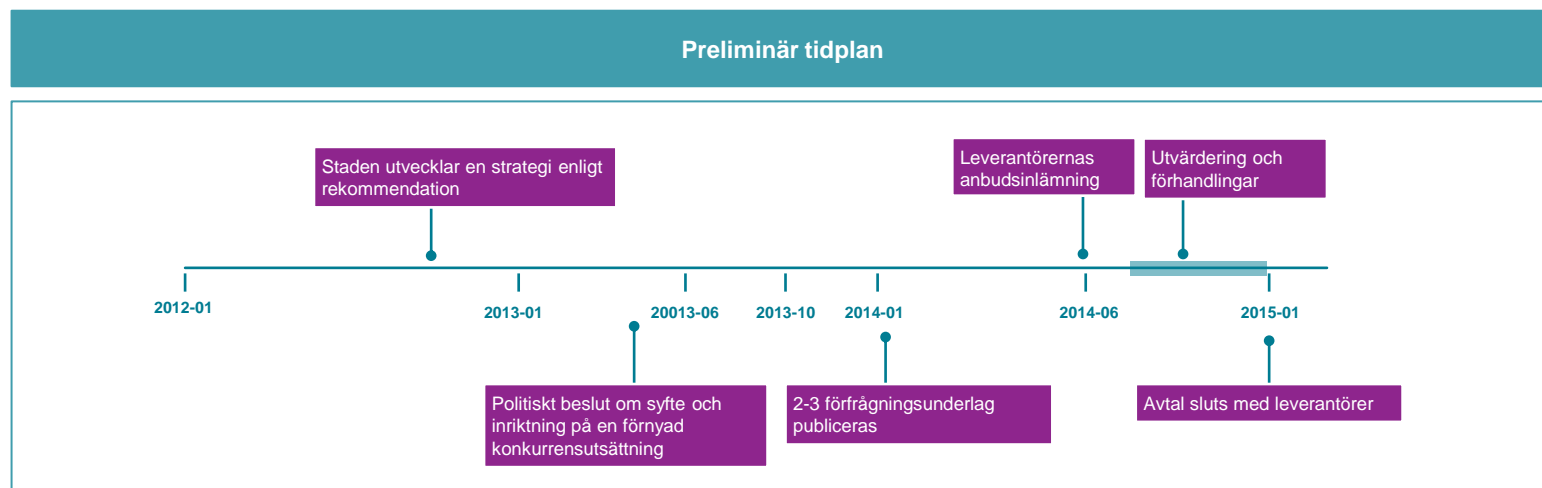 Preliminär tidplan
Staden utvecklar en strategi enligt
rekommendation
Leverantörernas
anbudsinlämning
Utvärdering och
förhandlingar
2012-01
2013-01
20013-06
2013-10
2014-01
2014-06
2015-01
Politiskt beslut om syfte och
inriktning på en förnyad
konkurrensutsättning
2-3 förfrågningsunderlag
publiceras
Avtal sluts med leverantörer